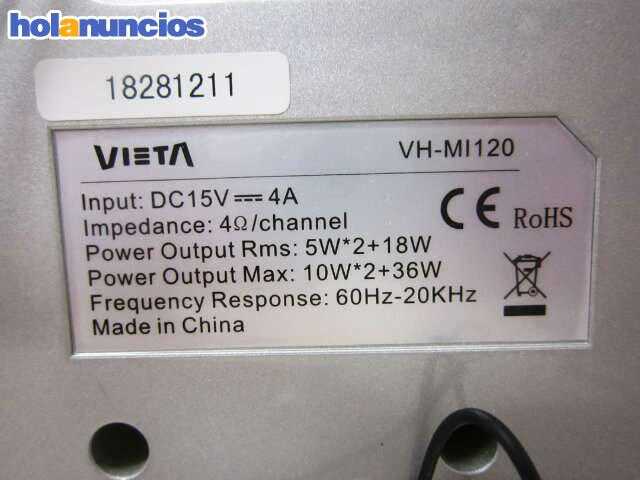 holanuncios
18281211
VIETA VH-MI120
Input: DC15V⎓4A
Impedance: 4Ω/channel
Power Output Rms: 5W*2+18W
Power Output Max: 10W*2+36W
Frequency Response: 60Hz-20KHz
Made in China
CE RoHS